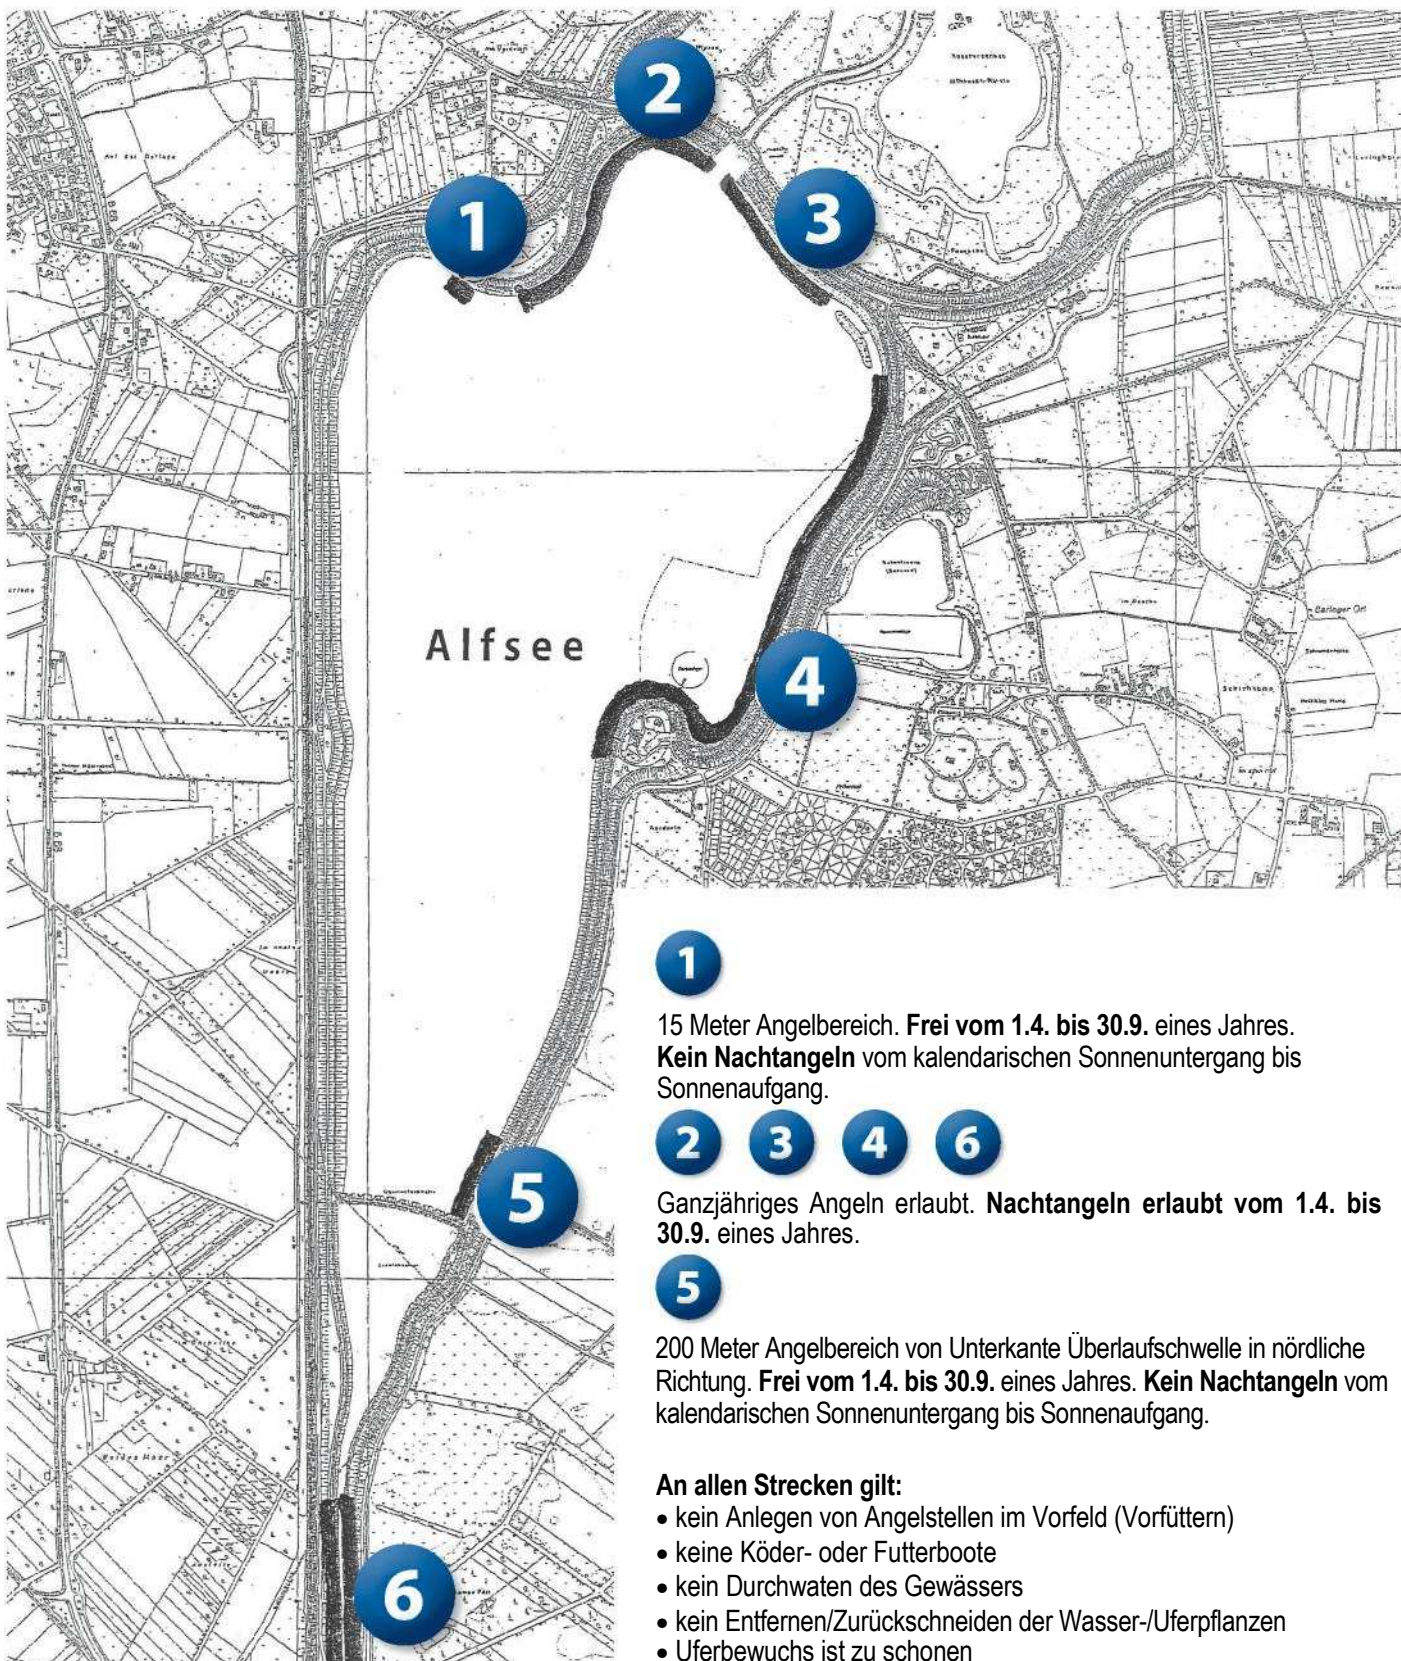 2
1
3
Alfsee
4
5
6
1
15 Meter Angelbereich. Frei vom 1.4. bis 30.9. eines Jahres.
Kein Nachtangeln vom kalendarischen Sonnenuntergang bis
Sonnenaufgang.
2 3 4 6
Ganzjähriges Angeln erlaubt. Nachtangeln erlaubt vom 1.4. bis
30.9. eines Jahres.
5
200 Meter Angelbereich von Unterkante Überlaufschwelle in nördliche
Richtung. Frei vom 1.4. bis 30.9. eines Jahres. Kein Nachtangeln vom
kalendarischen Sonnenuntergang bis Sonnenaufgang.
An allen Strecken gilt:
• kein Anlegen von Angelstellen im Vorfeld (Vorfüttern)
• keine Köder- oder Futterboote
• kein Durchwaten des Gewässers
• kein Entfernen/Zurückschneiden der Wasser-/Uferpflanzen
• Uferbewuchs ist zu schonen